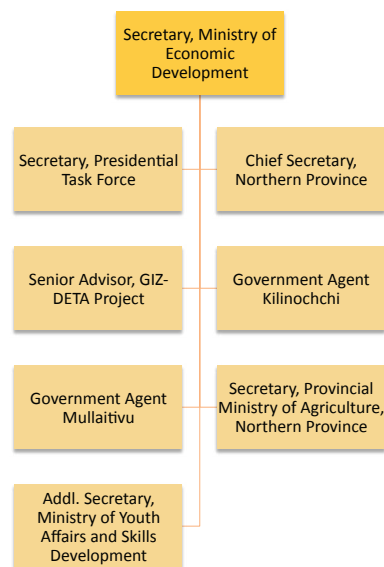 Secretary, Ministry of
Economic
Development
Secretary, Presidential
Task Force
Chief Secretary,
Northern Province
Senior Advisor, GIZ-
DETA Project
Government Agent
Kilinochchi
Government Agent
Mullaitivu
Secretary, Provincial
Ministry of Agriculture,
Northern Province
Addl. Secretary,
Ministry of Youth
Affairs and Skills
Development